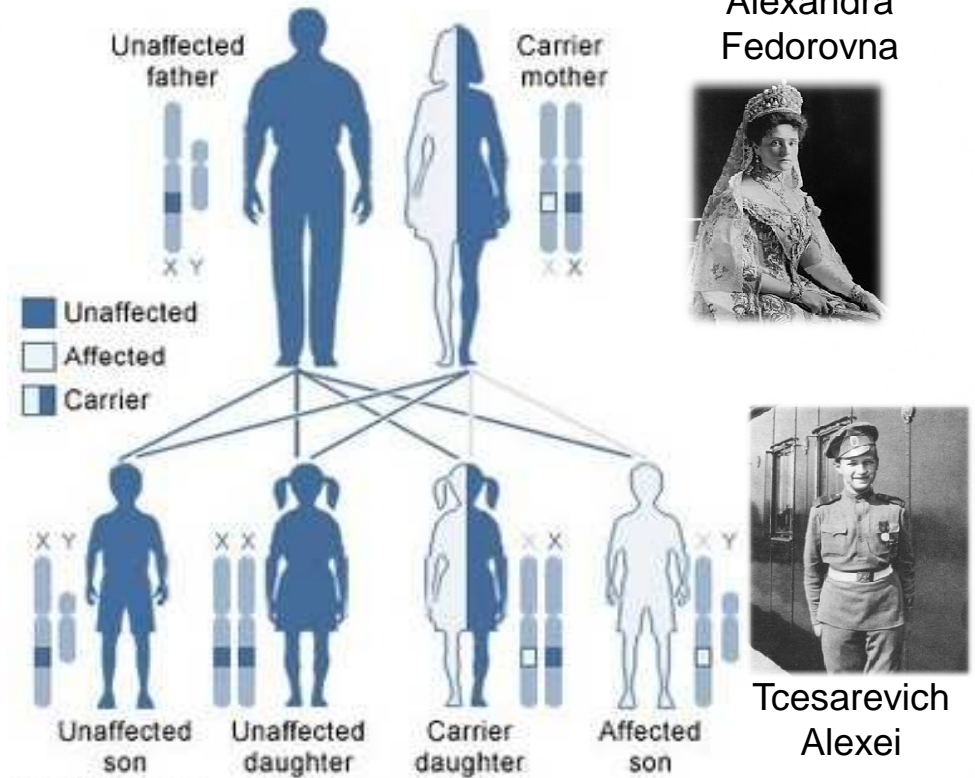 Alexandra
Fedorovna
Unaffected
father
Carrier
mother
X Y
X X
Unaffected
Affected
Carrier
X Y
X X
X X
X Y
Unaffected
son
Unaffected
daughter
Carrier
daughter
Affected
son
Tcesarevich
Alexei